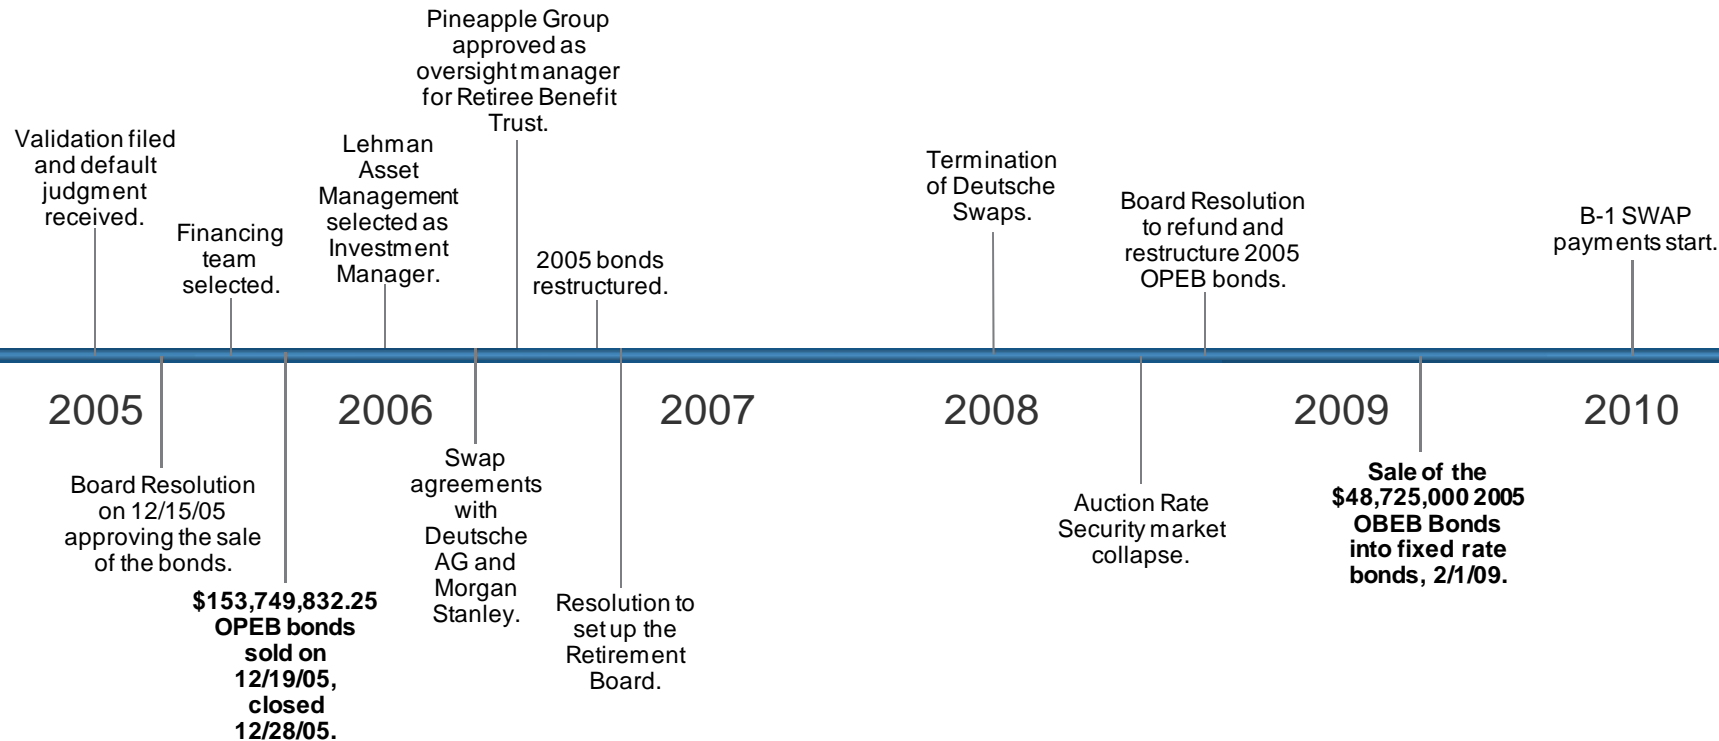 Pineapple Group
approved as
oversight manager
for Retiree Benefit
Trust.
Validation filed
and default
judgment
received.
Financing
team
selected.
Lehman
Asset
Management
selected as
Investment
Manager.
2005 bonds
restructured.
Termination
of Deutsche
Swaps.
Board Resolution
to refund and
restructure 2005
OPEB bonds.
B-1 SWAP
payments start.
2005
2006
2007
2008
2009
2010
Board Resolution
on 12/15/05
approving the sale
of the bonds.
$153,749,832.25
OPEB bonds
sold on
12/19/05,
closed
12/28/05.
Swap
agreements
with
Deutsche
AG and
Morgan
Stanley.
Resolution to
set up the
Retirement
Board.
Auction Rate
Security market
collapse.
Sale of the
$48,725,000 2005
OBEB Bonds
into fixed rate
bonds, 2/1/09.